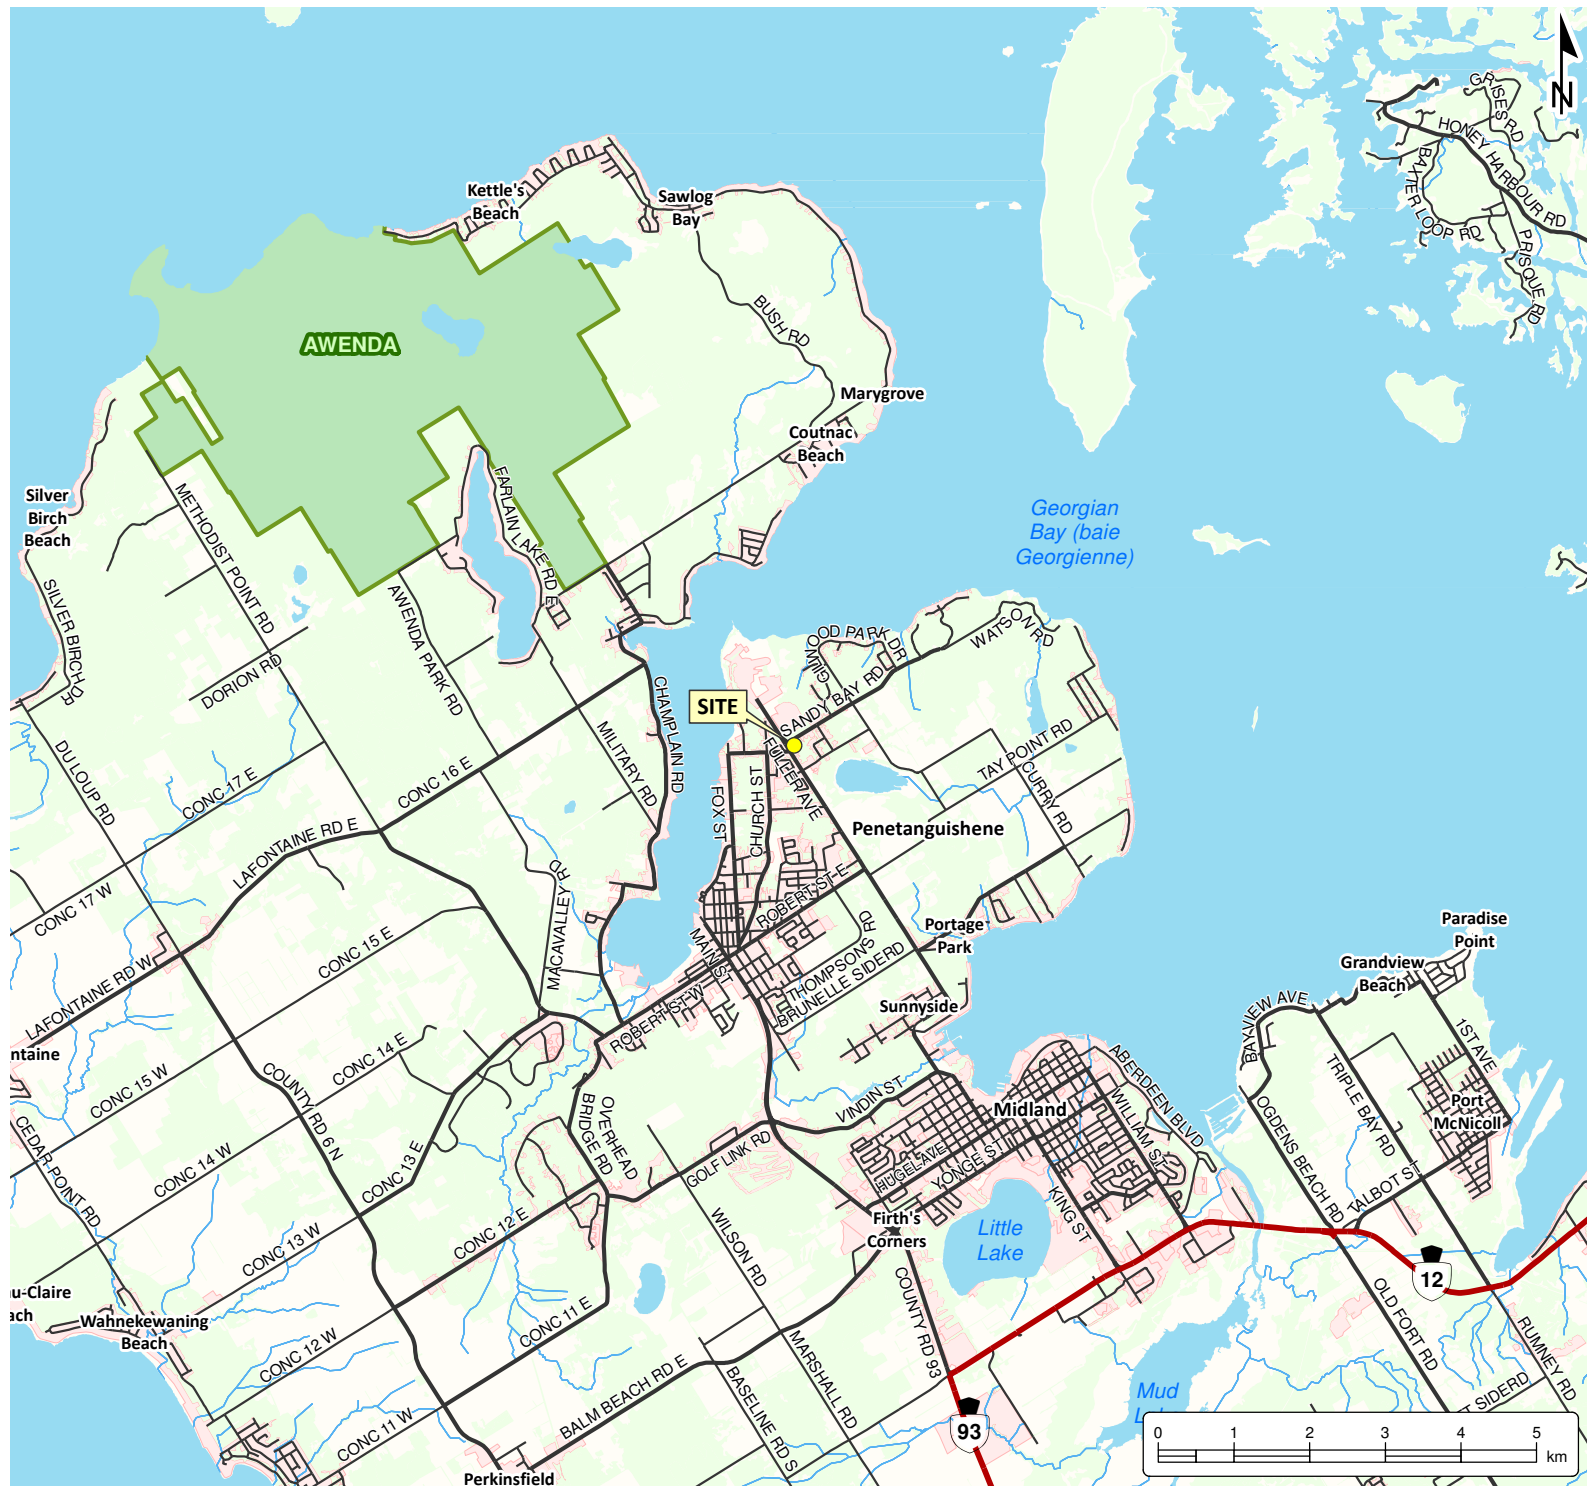 N
GRISES RD
HONEY HARBOUR RD
BAXTER LOOP RD
PRISQUE RD
Kettle's
Beach
Sawlog
Bay
BUSH RD
AWENDA
Marygrove
Coutnac
Beach
Silver
Birch
Beach
METHODIST POINT RD
FARLAIN LAKE RD E
Georgian
Bay (baie
Georgienne)
SILVER BIRCH DR
AWENDA PARK RD
DORION RD
GILWOOD PARK DR
WATSON RD
SANDY BAY RD
SITE
CHAMPLAIN RD
MILITARY RD
DU LOUP RD
CONC 17 E
CONC 16 E
FULLER AVE
TAY POINT RD
CURRY RD
FOX ST
CHURCH ST
Penetanguishene
LAFONTAINE RD E
CONC 17 W
MACAVALLEY RD
ROBERT ST E
CONC 15 E
MAIN ST
THOMPSONS RD
BRUNELLE SIDERD
Portage
Park
Paradise
Point
Grandview
Beach
LAFONTAINE RD W
ROBERT ST W
Sunnyside
BAYVIEW AVE
1ST AVE
ntaine
CONC 14 E
CONC 15 W
COUNTY RD 6 N
OVERHEAD
BRIDGE RD
VINDIN ST
Midland
ABERDEEN BLVD
WILLIAM ST
TRIPLE BAY RD
OGDENS BEACH RD
Port
McNicoll
CEDAR POINT RD
CONC 14 W
CONC 13 E
GOLF LINK RD
HUGEL AVE
YONGE ST
KING ST
TALBOT ST
CONC 13 W
CONC 12 E
WILSON RD
Firth's
Corners
Little
Lake
12
u-Claire
ach
Wahnekewaning
Beach
CONC 12 W
CONC 11 E
COUNTY RD 93
OLD FORT RD
RUMNEY RD
MARSHALL RD
BALM BEACH RD E
BASELINE RD S
Mud
T SIDERD
CONC 11 W
93
Perkinsfield
0 1 2 3 4 5
km